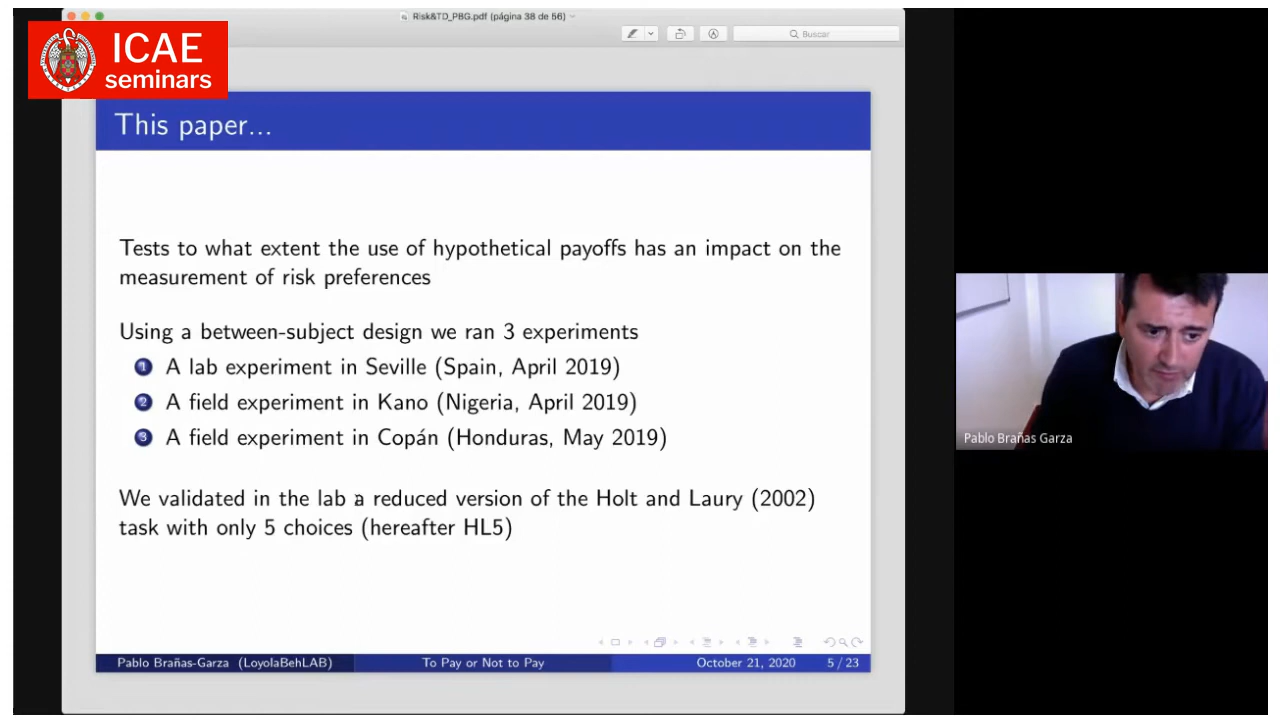 Risk&TD_PBG.pdf (página 38 de 56)
Buscar
ICAE
seminars
This paper...
Tests to what extent the use of hypothetical payoffs has an impact on the
measurement of risk preferences
Using a between-subject design we ran 3 experiments
1 A lab experiment in Seville (Spain, April 2019)
2 A field experiment in Kano (Nigeria, April 2019)
3 A field experiment in Copán (Honduras, May 2019)
We validated in the lab a reduced version of the Holt and Laury (2002)
task with only 5 choices (hereafter HL5)
Pablo Brañas-Garza (LoyolaBehLAB) To Pay or Not to Pay October 21, 2020 5 / 23
Pablo Brañas Garza